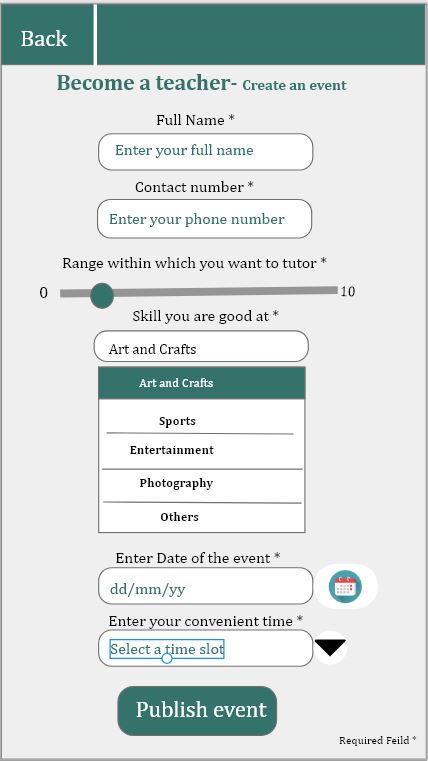 Back
Become a teacher- Create an event
Full Name *
Enter your full name
Contact number *
Enter your phone number
Range within which you want to tutor *
0 10
Skill you are good at *
Art and Crafts
Art and Crafts
Sports
Entertainment
Photography
Others
Enter Date of the event *
dd/mm/yy
Enter your convenient time *
Select a time slot
Publish event
Required Feild *